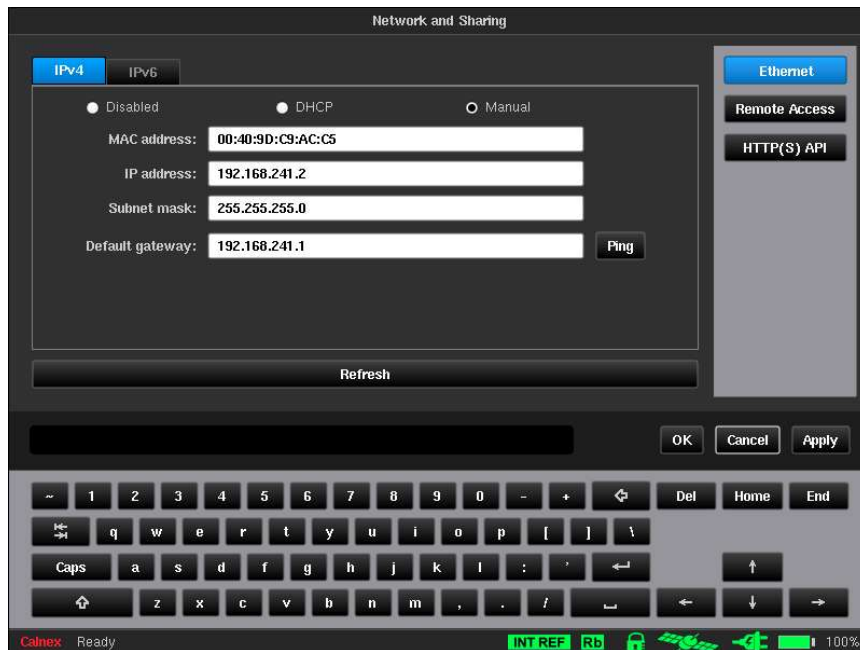 Network and Sharing
IPv4 IPv6
Disabled DHCP Manual
MAC address: 00:40:9D:C9:AC:C5
IP address: 192.168.241.2
Subnet mask: 255.255.255.0
Default gateway: 192.168.241.1 Ping
Refresh
Ethernet
Remote Access
HTTP(S) API
OK Cancel Apply
~ 1 2 3 4 5 6 7 8 9 0 - + Del Home End
q w e r t y u i o p [ ] \
Caps a s d f g h j k l : '
z x c v b n m , . /
Calnex Ready INT REF Rb 100%